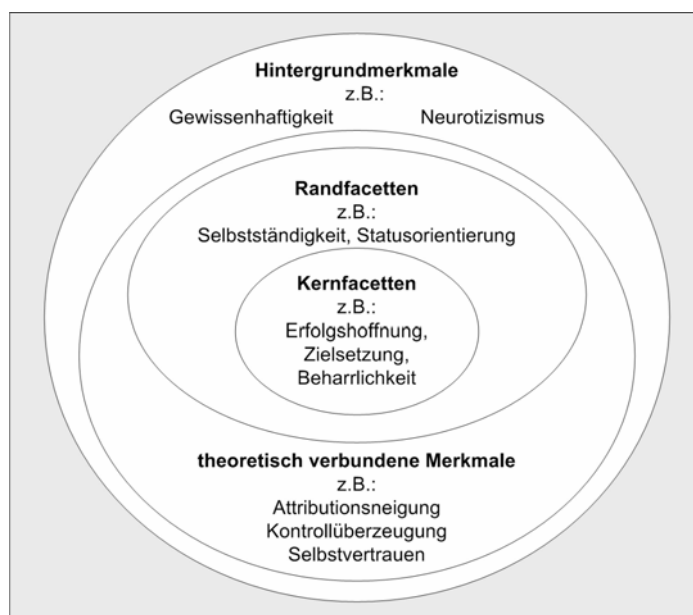 Hintergrundmerkmale
z.B.:
Gewissenhaftigkeit Neurotizismus
Randfacetten
z.B.:
Selbstständigkeit, Statusorientierung
Kernfacetten
z.B.:
Erfolgshoffnung,
Zielsetzung,
Beharrlichkeit
theoretisch verbundene Merkmale
z.B.:
Attributionsneigung
Kontrollüberzeugung
Selbstvertrauen